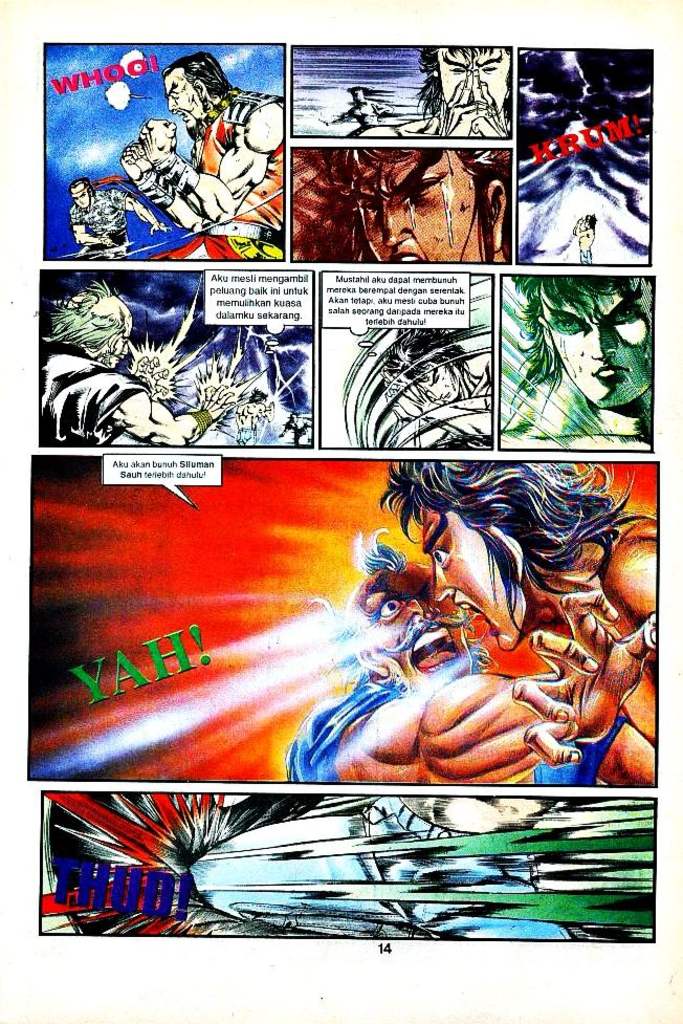 WHOO!
KRUM!
Aku mesti mengambil
peluang baik ini untuk
memulihkan kuasa
dalamku sekarang.
Mustahil aku dapat membunuh
mereka berempat dengan serentak.
Akan tetapi, aku mesti cuba bunuh
salah seorang daripada mereka itu
terlebih dahulu!
Aku akan bunuh Siluman
Sauh terlebih dahulu!
YAH!
THUD!
14